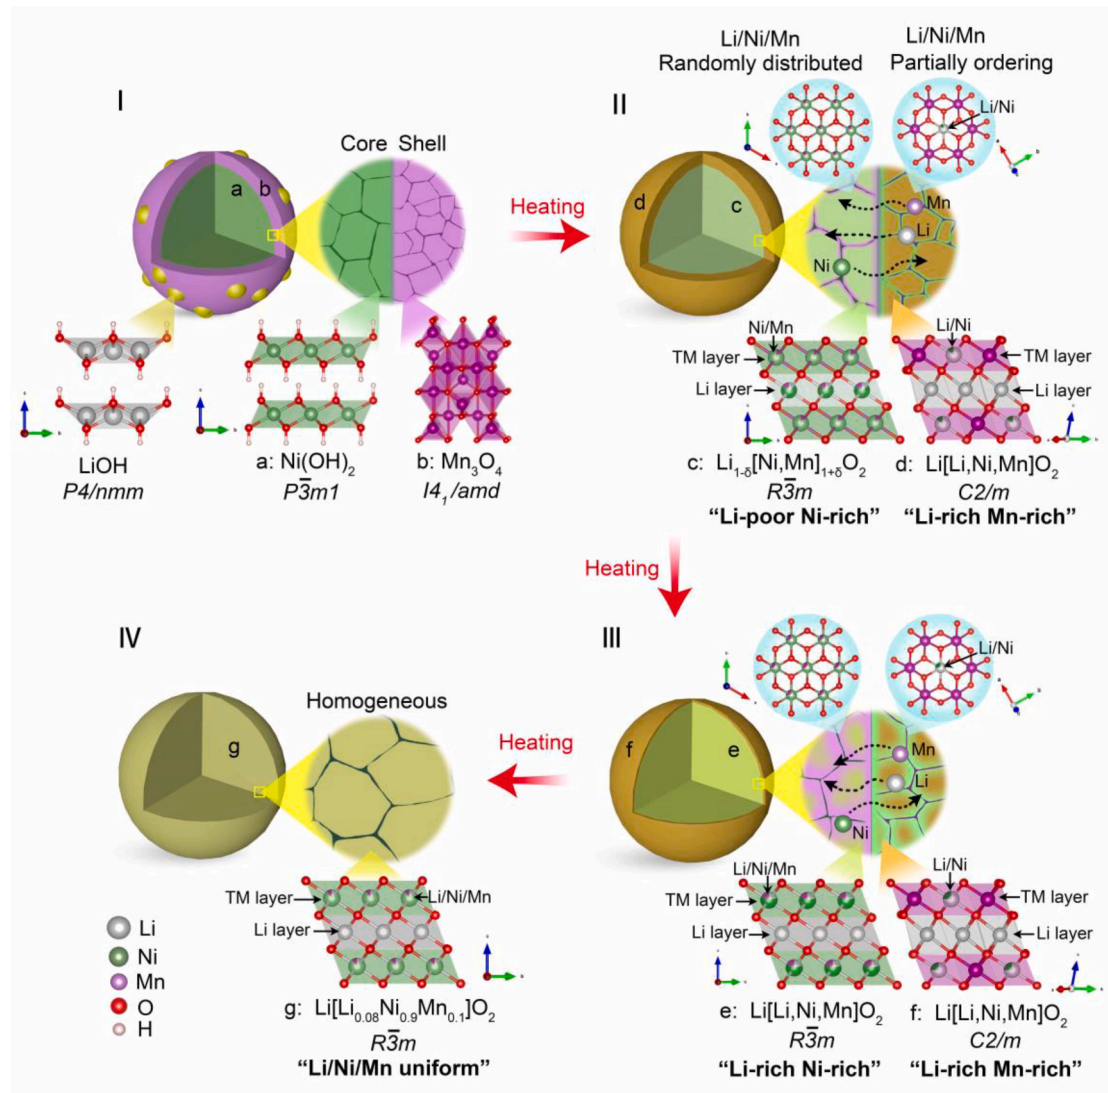 I
Core Shell
a b
LiOH
P4/nmm
a: Ni(OH)₂
P3̅m1
b: Mn₃O₄
I4₁/amd
Heating
II
Li/Ni/Mn
Randomly distributed
Li/Ni/Mn
Partially ordering
Li/Ni
d c
Mn
Li
Ni
Ni/Mn
TM layer
Li layer
Li/Ni
TM layer
Li layer
c: Li₁₋δ[Ni,Mn]₁₊δO₂
R3̅m
“Li-poor Ni-rich”
d: Li[Li,Ni,Mn]O₂
C2/m
“Li-rich Mn-rich”
Heating
III
Li/Ni
f e
Mn
Li
Ni
Li/Ni/Mn
TM layer
Li layer
Li/Ni
TM layer
Li layer
e: Li[Li,Ni,Mn]O₂
R3̅m
“Li-rich Ni-rich”
f: Li[Li,Ni,Mn]O₂
C2/m
“Li-rich Mn-rich”
Heating
IV
Homogeneous
g
TM layer
Li/Ni/Mn
Li layer
g: Li[Li₀.₀₈Ni₀.₉Mn₀.₁]O₂
R3̅m
“Li/Ni/Mn uniform”
Li
Ni
Mn
O
H